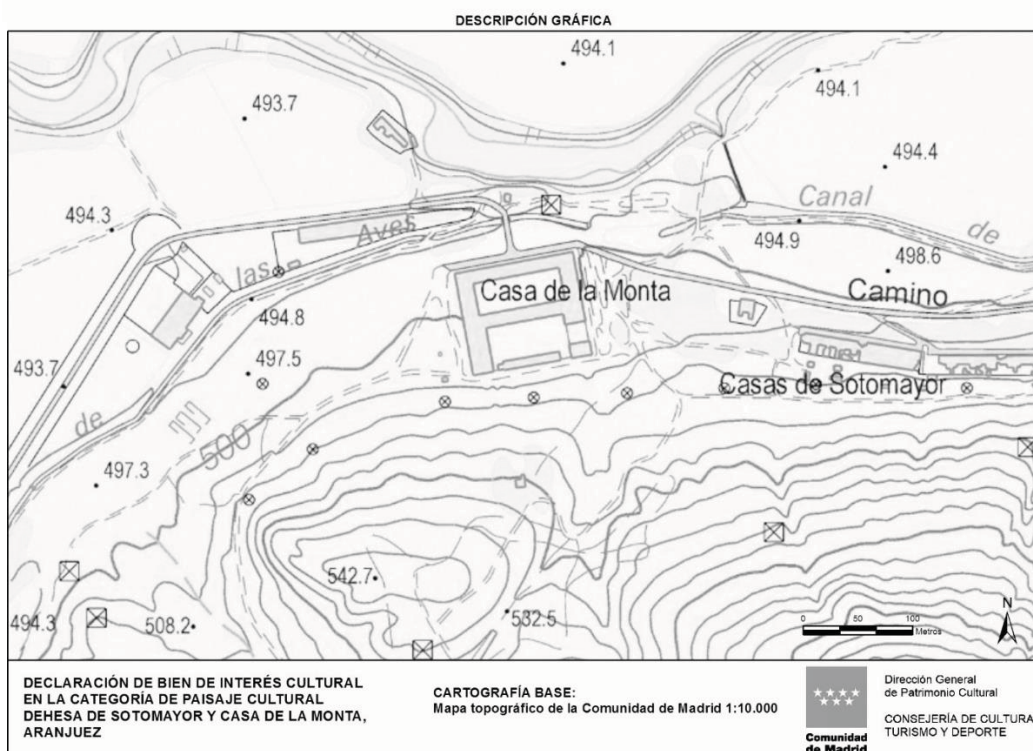 DESCRIPCIÓN GRÁFICA
494.1
494.1
493.7
494.4
494.3
Canal
de
494.9
Aves
las
498.6
Casa de la Monta
Camino
494.8
497.5
493.7
Casas de Sotomayor
de
500
497.3
542.7
532.5
494.3
508.2
0 50 100
Metros
N
DECLARACIÓN DE BIEN DE INTERÉS CULTURAL
EN LA CATEGORÍA DE PAISAJE CULTURAL
DEHESA DE SOTOMAYOR Y CASA DE LA MONTA,
ARANJUEZ
CARTOGRAFÍA BASE:
Mapa topográfico de la Comunidad de Madrid 1:10.000
Comunidad
de Madrid
Dirección General
de Patrimonio Cultural
CONSEJERÍA DE CULTURA
TURISMO Y DEPORTE